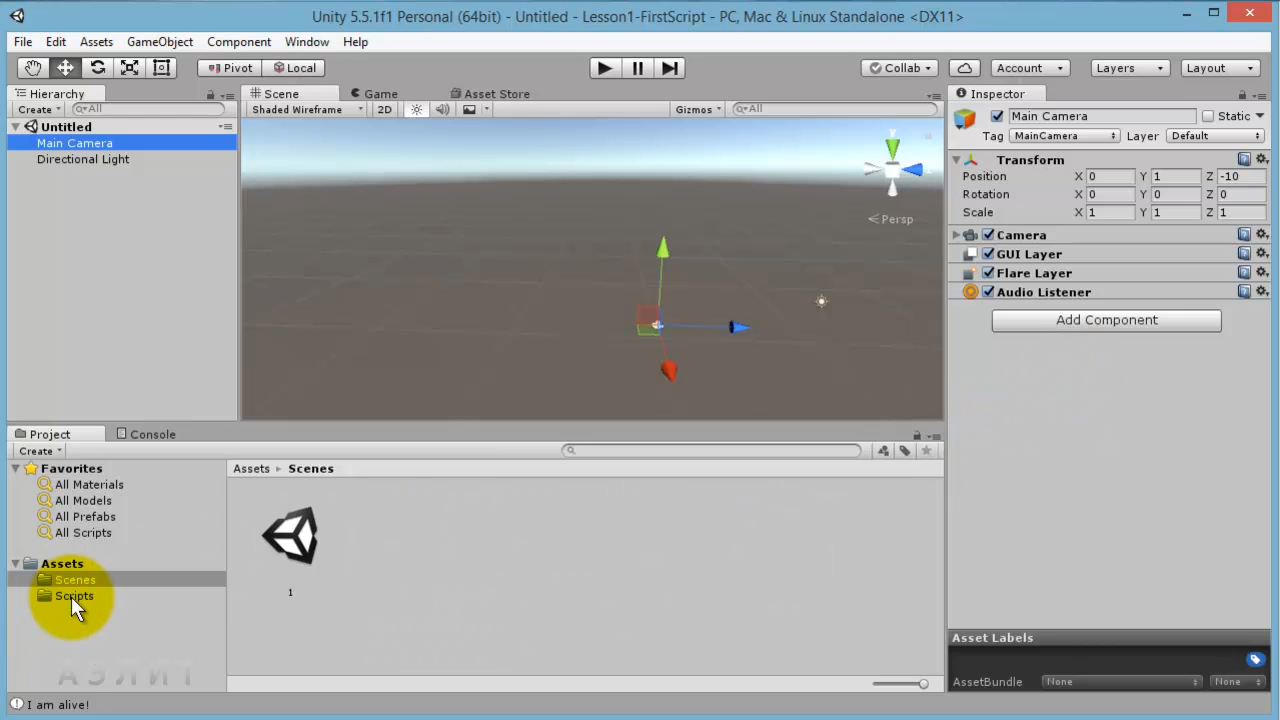 Unity 5.5.1f1 Personal (64bit) - Untitled - Lesson1-FirstScript - PC, Mac & Linux Standalone <DX11>
File Edit Assets GameObject Component Window Help
Pivot Local Collab Account Layers Layout
Hierarchy
Create All
Untitled
Main Camera
Directional Light
Scene Game Asset Store
Shaded Wireframe 2D Gizmos All
y
Persp
Inspector
Main Camera Static
Tag MainCamera Layer Default
Transform
Position X 0 Y 1 Z -10
Rotation X 0 Y 0 Z 0
Scale X 1 Y 1 Z 1
Camera
GUI Layer
Flare Layer
Audio Listener
Add Component
Project Console
Create
Favorites
All Materials
All Models
All Prefabs
All Scripts
Assets
Scenes
Scripts
Assets Scenes
1
Asset Labels
AssetBundle None None
АЭЛИТ
I am alive!